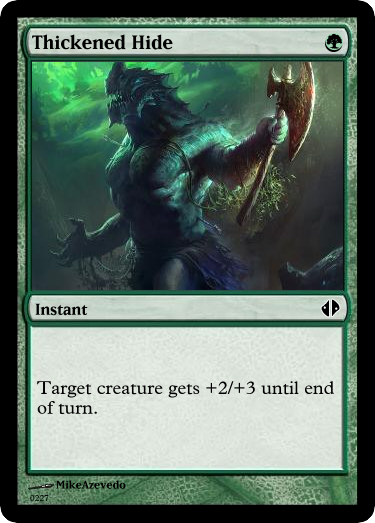 Thickened Hide
Instant
Target creature gets +2/+3 until end
of turn.
MikeAzevedo
0227